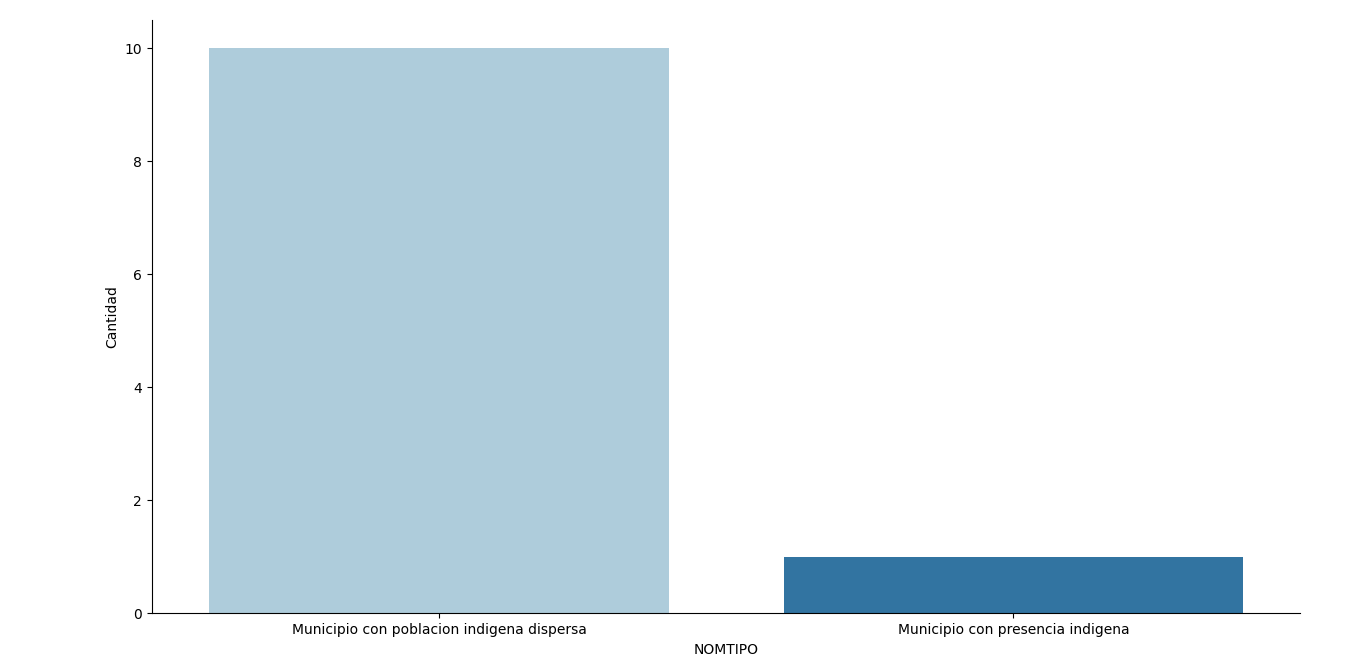 10
8
6
4
2
0
Cantidad
Municipio con poblacion indigena dispersa
Municipio con presencia indigena
NOMTIPO